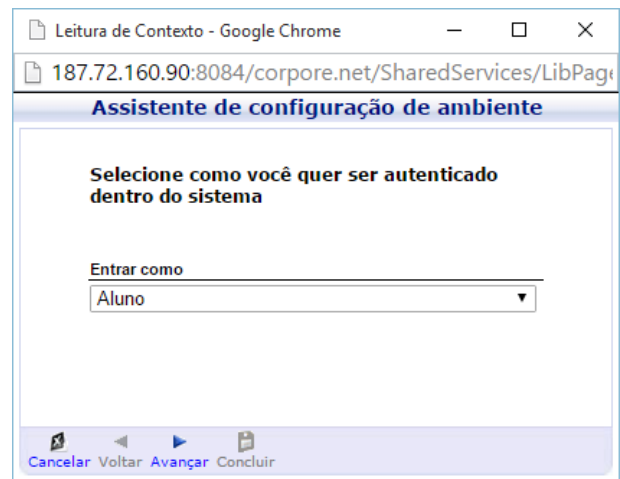 Leitura de Contexto - Google Chrome
187.72.160.90:8084/corpore.net/SharedServices/LibPage
Assistente de configuração de ambiente
Selecione como você quer ser autenticado
dentro do sistema
Entrar como
Aluno
Cancelar Voltar Avançar Concluir